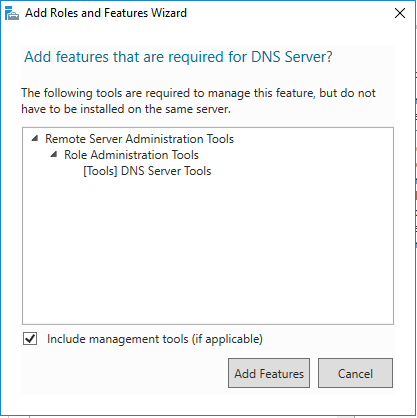 Add Roles and Features Wizard
Add features that are required for DNS Server?
The following tools are required to manage this feature, but do not
have to be installed on the same server.
Remote Server Administration Tools
Role Administration Tools
[Tools] DNS Server Tools
Include management tools (if applicable)
Add Features
Cancel